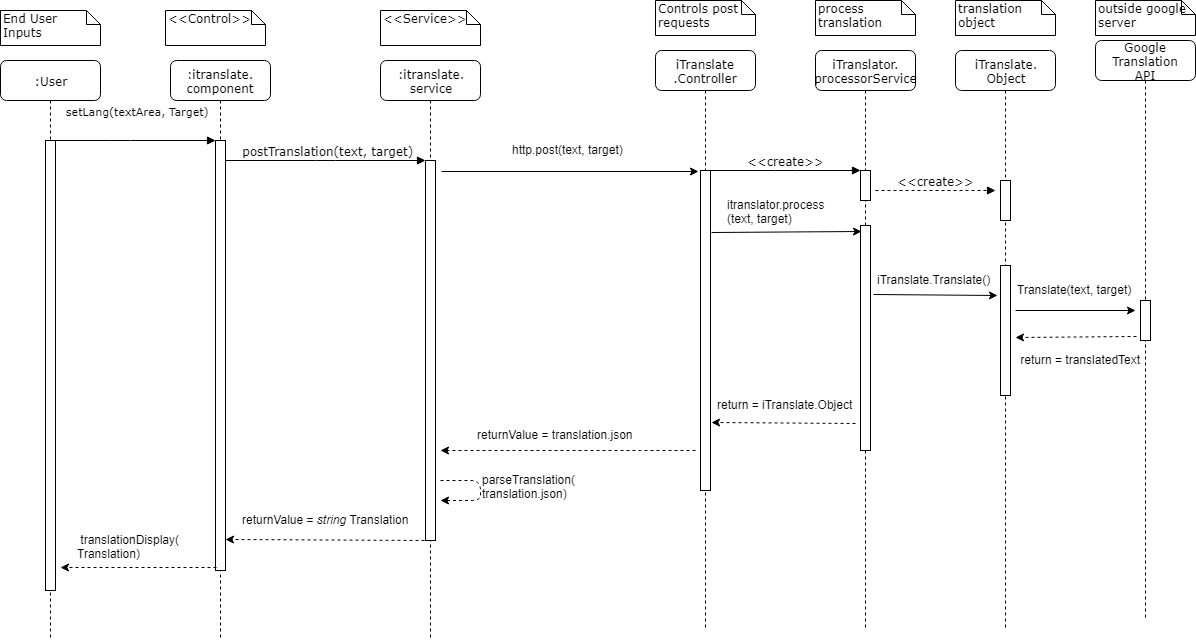 End User
Inputs
<<Control>>
<<Service>>
Controls post
requests
process
translation
translation
object
outside google
server
:User
:itranslate.
component
:itranslate.
service
iTranslate
.Controller
iTranslator.
processorService
iTranslate.
Object
Google
Translation
API
setLang(textArea, Target)
postTranslation(text, target)
http.post(text, target)
<<create>>
<<create>>
itranslator.process
(text, target)
iTranslate.Translate()
Translate(text, target)
return = translatedText
return = iTranslate.Object
returnValue = translation.json
parseTranslation(
translation.json)
returnValue = string Translation
translationDisplay(
Translation)